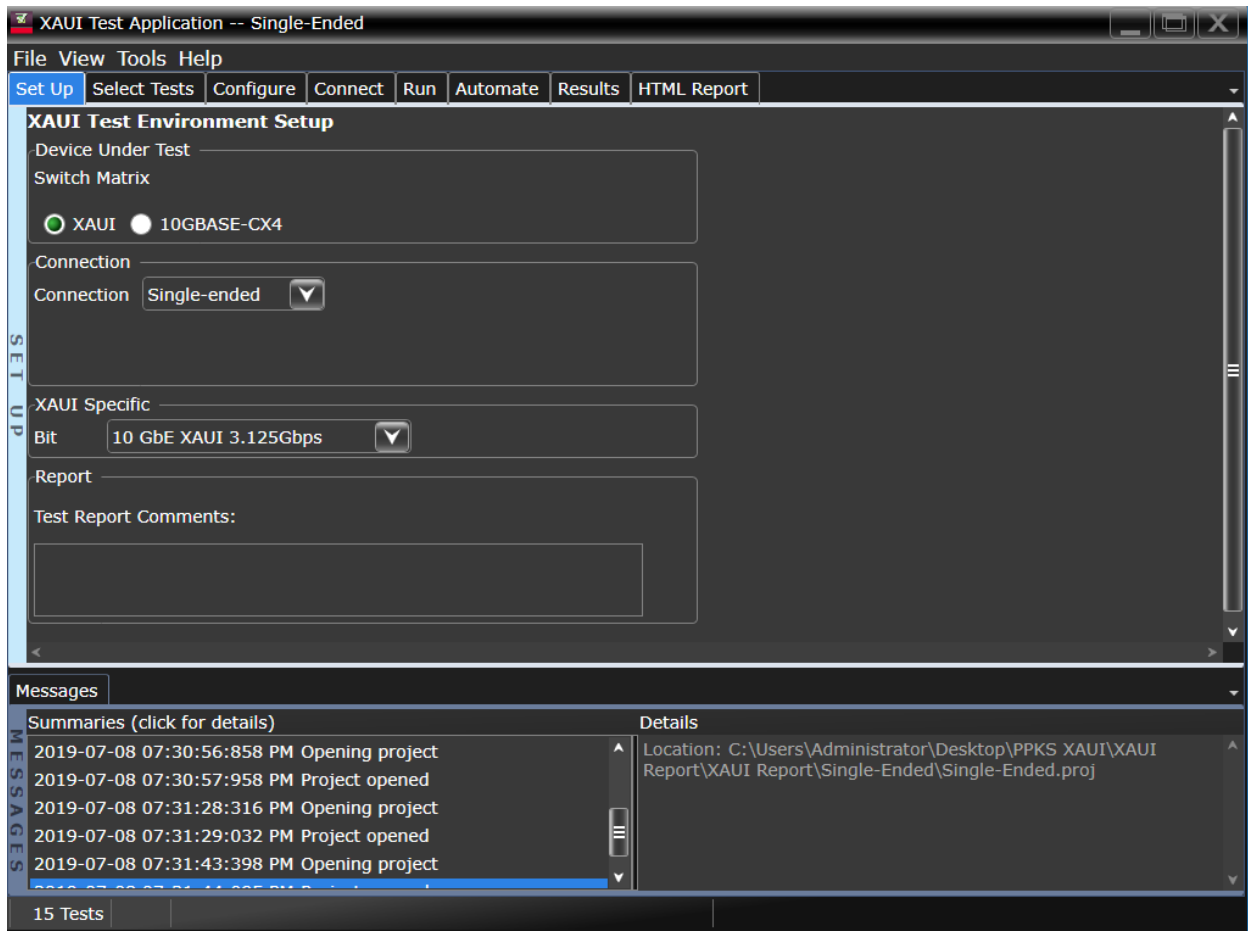 XAUI Test Application -- Single-Ended
File View Tools Help
Set Up Select Tests Configure Connect Run Automate Results HTML Report
XAUI Test Environment Setup
Device Under Test
Switch Matrix
XAUI 10GBASE-CX4
Connection
Connection Single-ended
SET UP
XAUI Specific
Bit 10 GbE XAUI 3.125Gbps
Report
Test Report Comments:
Messages
Summaries (click for details) Details
MESSAGES
2019-07-08 07:30:56:858 PM Opening project
2019-07-08 07:30:57:958 PM Project opened
2019-07-08 07:31:28:316 PM Opening project
2019-07-08 07:31:29:032 PM Project opened
2019-07-08 07:31:43:398 PM Opening project
Location: C:\Users\Administrator\Desktop\PPKS XAUI\XAUI
Report\XAUI Report\Single-Ended\Single-Ended.proj
15 Tests